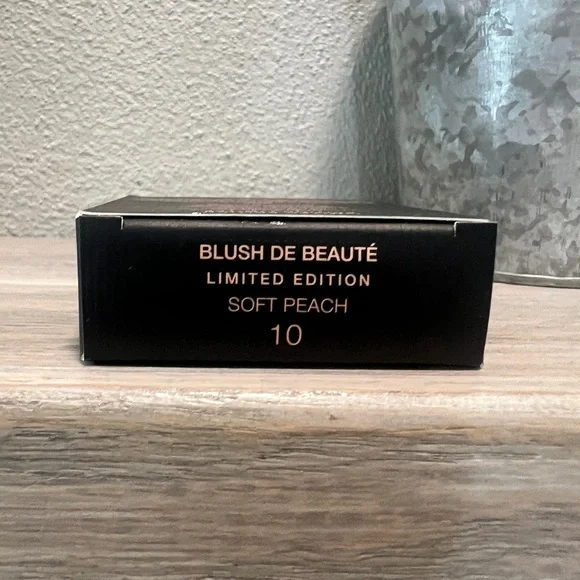 BLUSH DE BEAUTÉ
LIMITED EDITION
SOFT PEACH
10